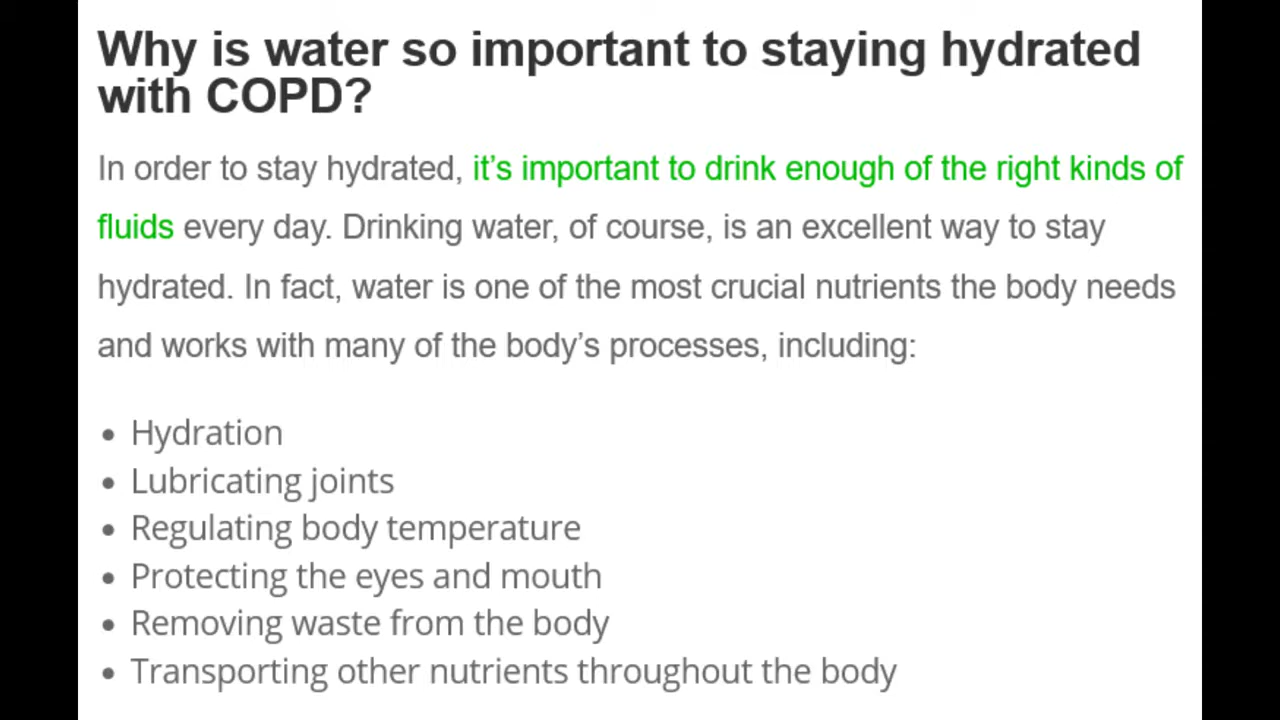 Why is water so important to staying hydrated
with COPD?
In order to stay hydrated, it’s important to drink enough of the right kinds of
fluids every day. Drinking water, of course, is an excellent way to stay
hydrated. In fact, water is one of the most crucial nutrients the body needs
and works with many of the body’s processes, including:
• Hydration
• Lubricating joints
• Regulating body temperature
• Protecting the eyes and mouth
• Removing waste from the body
• Transporting other nutrients throughout the body